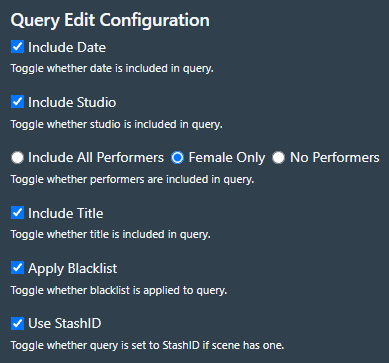 Query Edit Configuration
Include Date
Toggle whether date is included in query.
Include Studio
Toggle whether studio is included in query.
Include All Performers Female Only No Performers
Toggle whether performers are included in query.
Include Title
Toggle whether title is included in query.
Apply Blacklist
Toggle whether blacklist is applied to query.
Use StashID
Toggle whether query is set to StashID if scene has one.